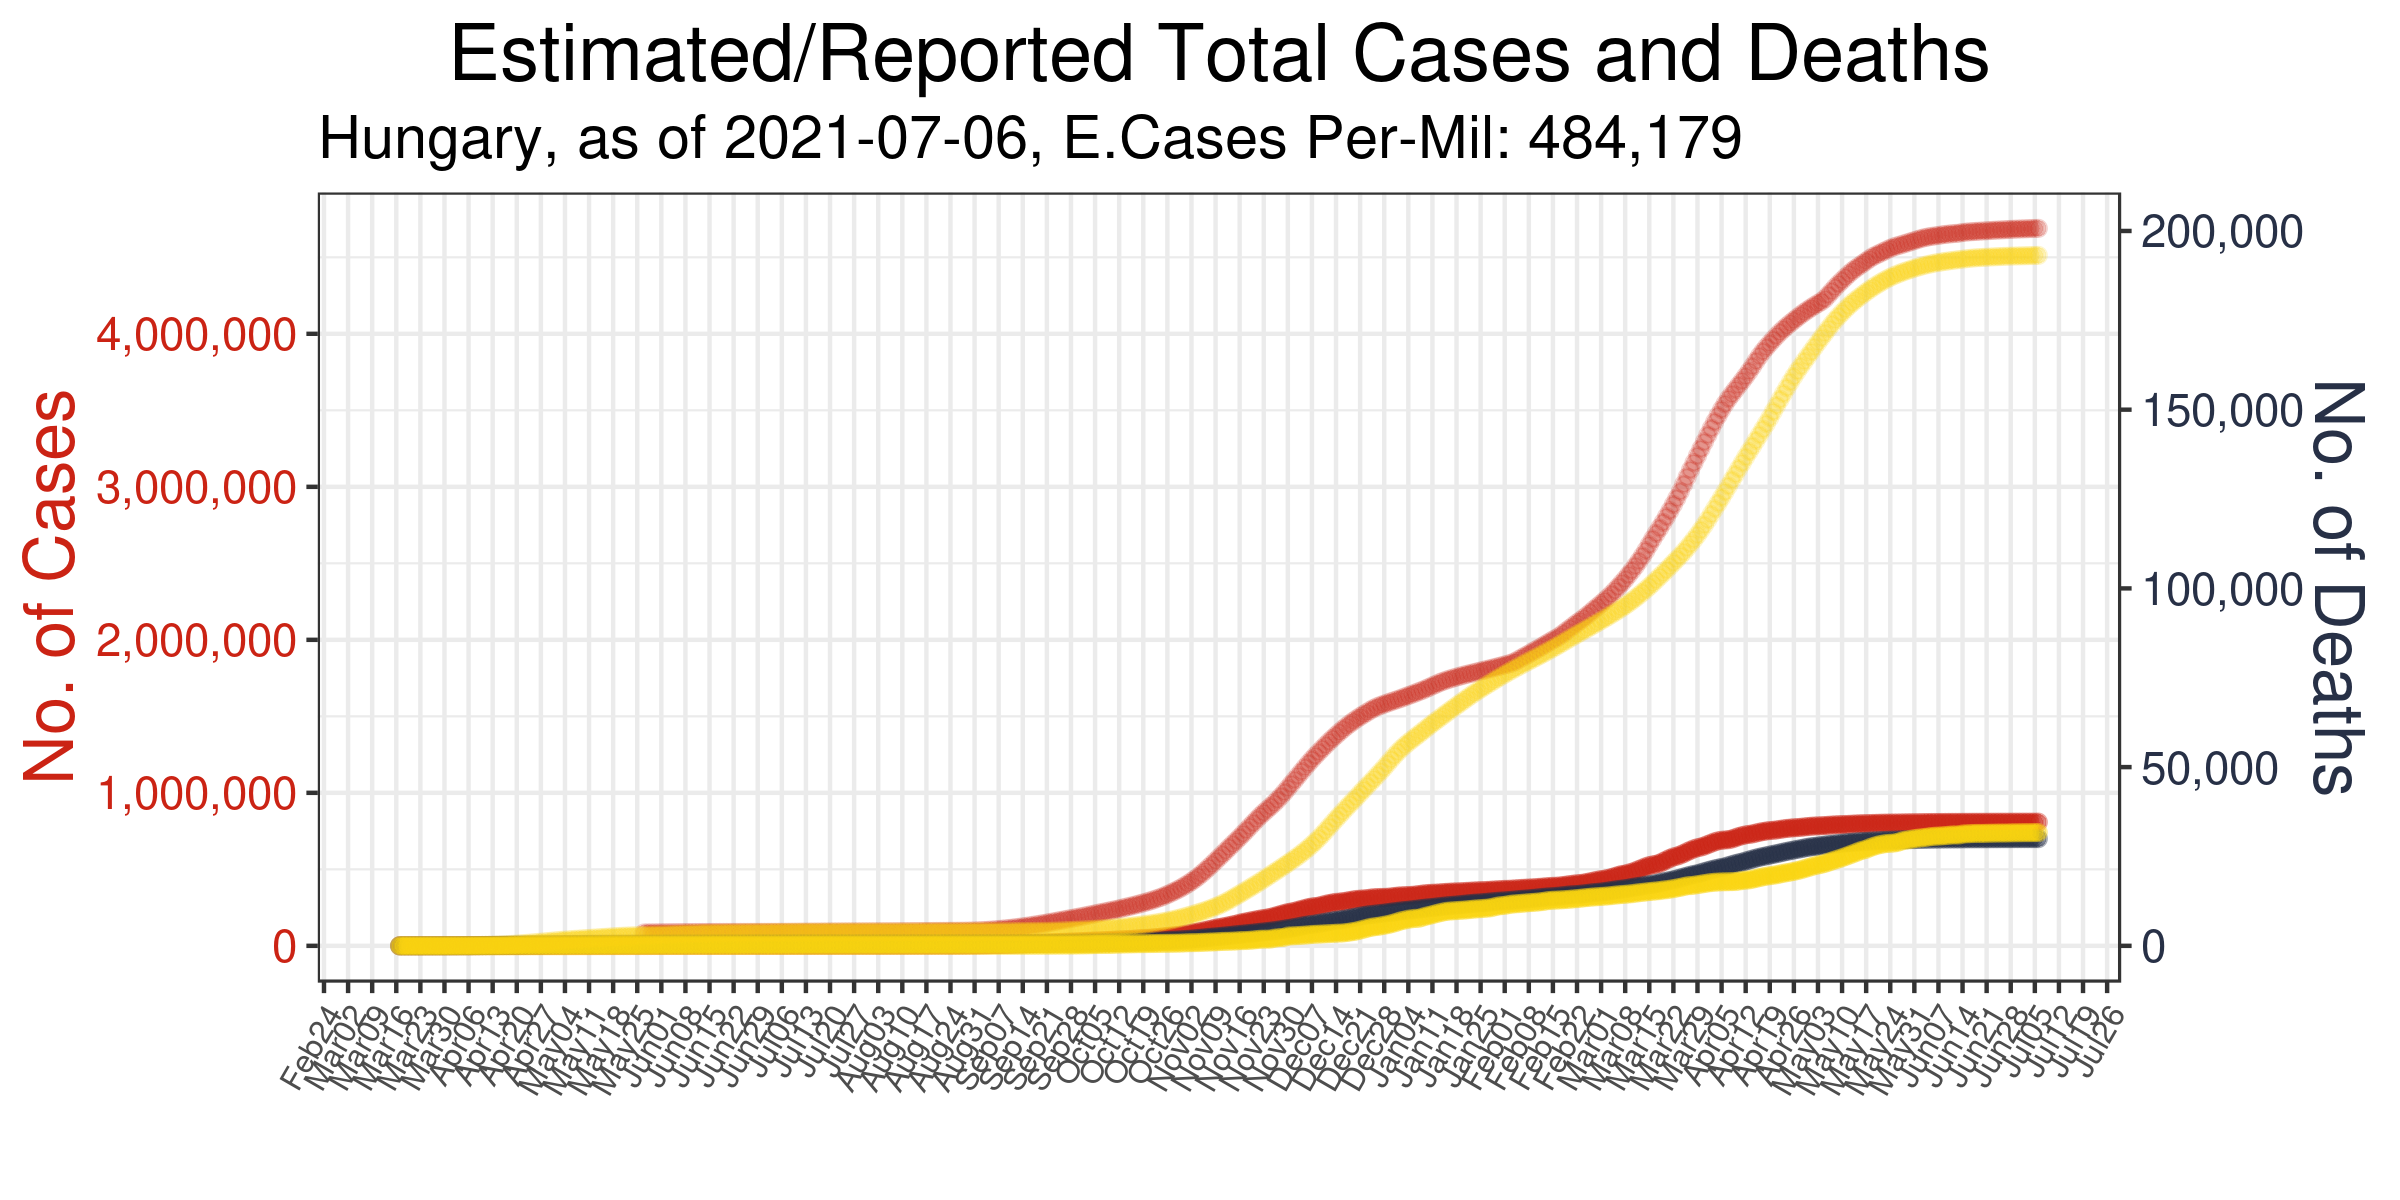 Estimated/Reported Total Cases and Deaths
Hungary, as of 2021-07-06, E.Cases Per-Mil: 484,179
No. of Cases
4,000,000
3,000,000
2,000,000
1,000,000
0
200,000
150,000
100,000
50,000
0
No. of Deaths
Feb24
Mar02
Mar09
Mar16
Mar23
Mar30
Apr06
Apr13
Apr20
Apr27
May04
May11
May18
May25
Jun01
Jun08
Jun15
Jun22
Jun29
Jul06
Jul13
Jul20
Jul27
Aug03
Aug10
Aug17
Aug24
Aug31
Sep07
Sep14
Sep21
Sep28
Oct05
Oct12
Oct19
Oct26
Nov02
Nov09
Nov16
Nov23
Nov30
Dec07
Dec14
Dec21
Dec28
Jan04
Jan11
Jan18
Jan25
Feb01
Feb08
Feb15
Feb22
Mar01
Mar08
Mar15
Mar22
Mar29
Apr05
Apr12
Apr19
Apr26
May03
May10
May17
May24
May31
Jun07
Jun14
Jun21
Jun28
Jul05
Jul12
Jul19
Jul26